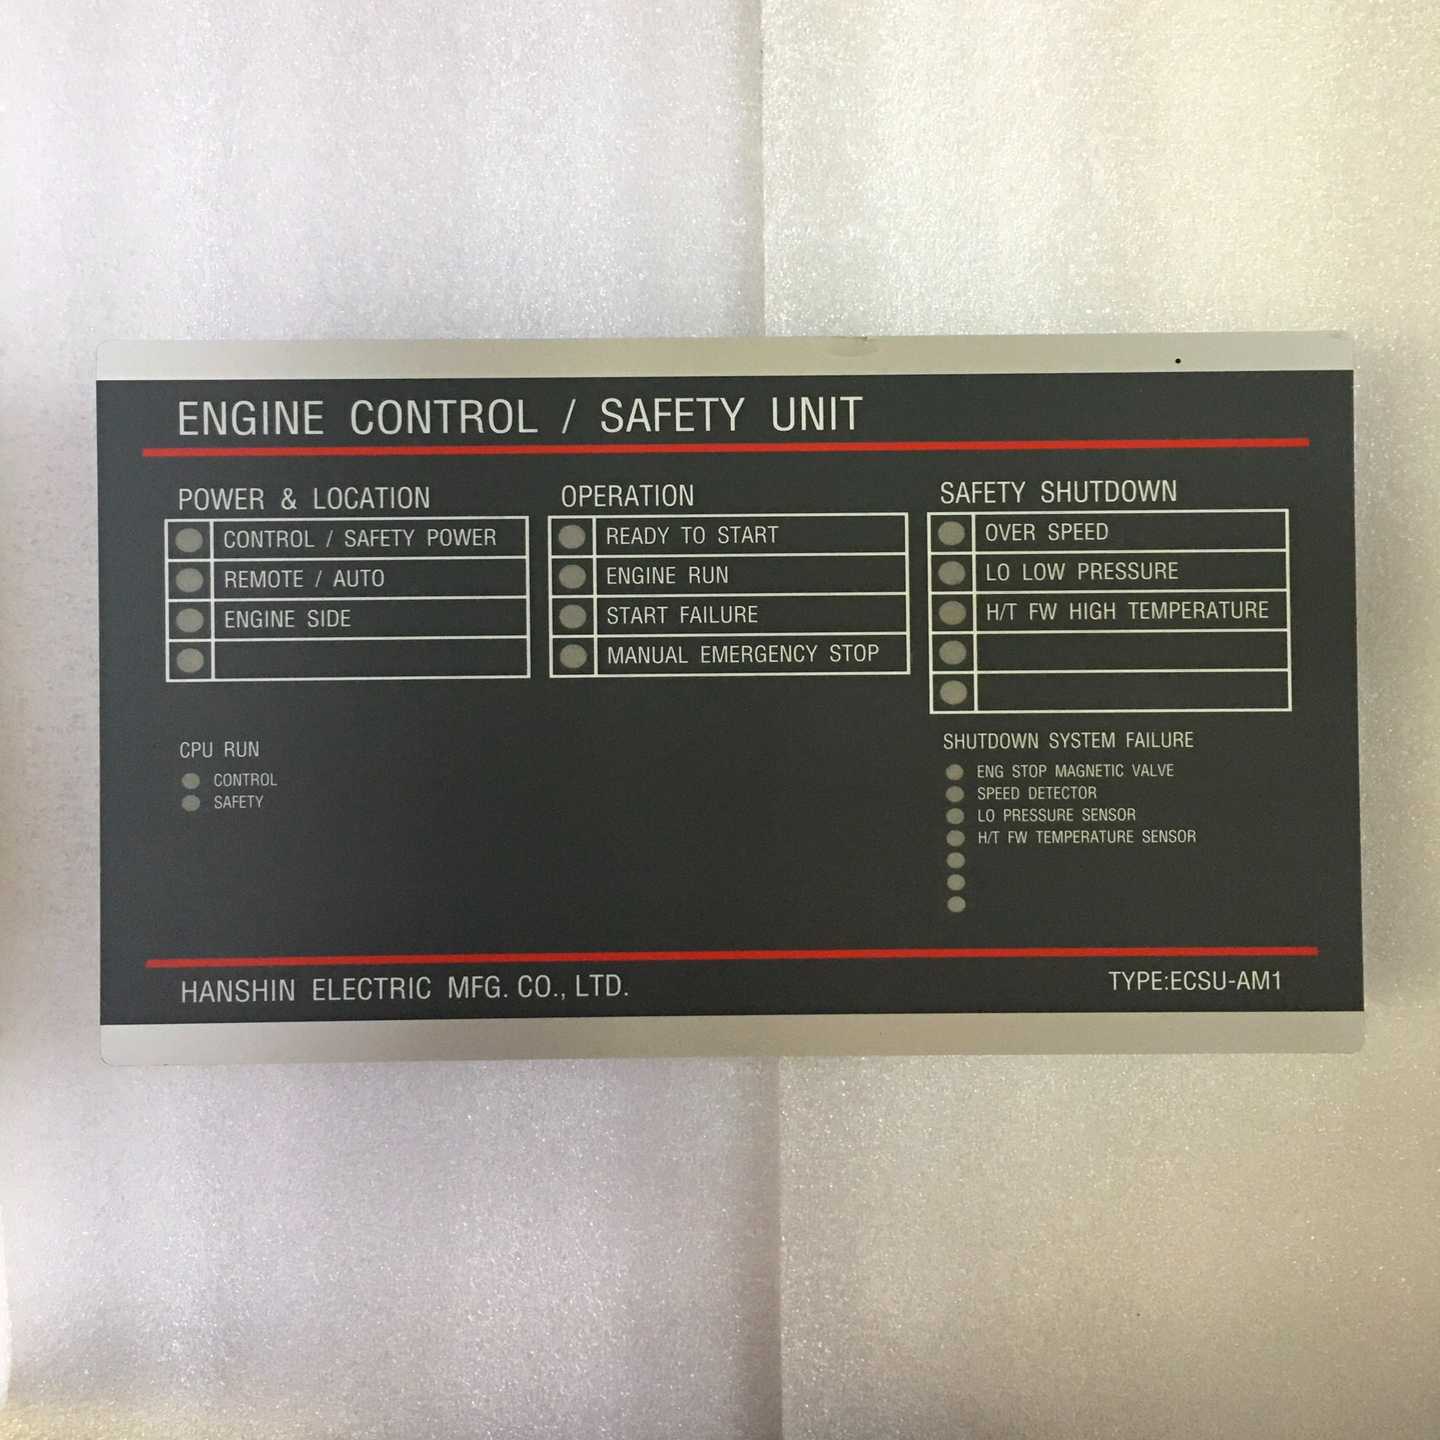 ENGINE CONTROL / SAFETY UNIT
POWER & LOCATION
CONTROL / SAFETY POWER
REMOTE / AUTO
ENGINE SIDE
CPU RUN
CONTROL
SAFETY
OPERATION
READY TO START
ENGINE RUN
START FAILURE
MANUAL EMERGENCY STOP
SAFETY SHUTDOWN
OVER SPEED
LO LOW PRESSURE
H/T FW HIGH TEMPERATURE
SHUTDOWN SYSTEM FAILURE
ENG STOP MAGNETIC VALVE
SPEED DETECTOR
LO PRESSURE SENSOR
H/T FW TEMPERATURE SENSOR
HANSHIN ELECTRIC MFG. CO., LTD.
TYPE:ECSU-AM1